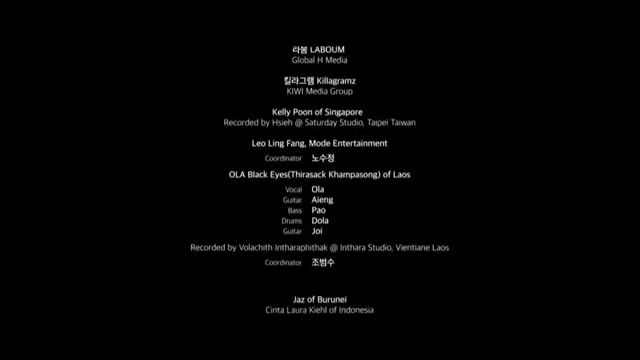 라붐 LABOUM
Global H Media
킬라그램 Killagramz
KIWI Media Group
Kelly Poon of Singapore
Recorded by Hsieh @ Saturday Studio, Taipei Taiwan
Leo Ling Fang, Mode Entertainment
Coordinator 노수정
OLA Black Eyes(Thirasack Khampasong) of Laos
Vocal Ola
Guitar Aieng
Bass Pao
Drums Dola
Guitar Joi
Recorded by Volachith Intharaphithak @ Inthara Studio, Vientiane Laos
Coordinator 조범수
Jaz of Burunei
Cinta Laura Kiehl of Indonesia